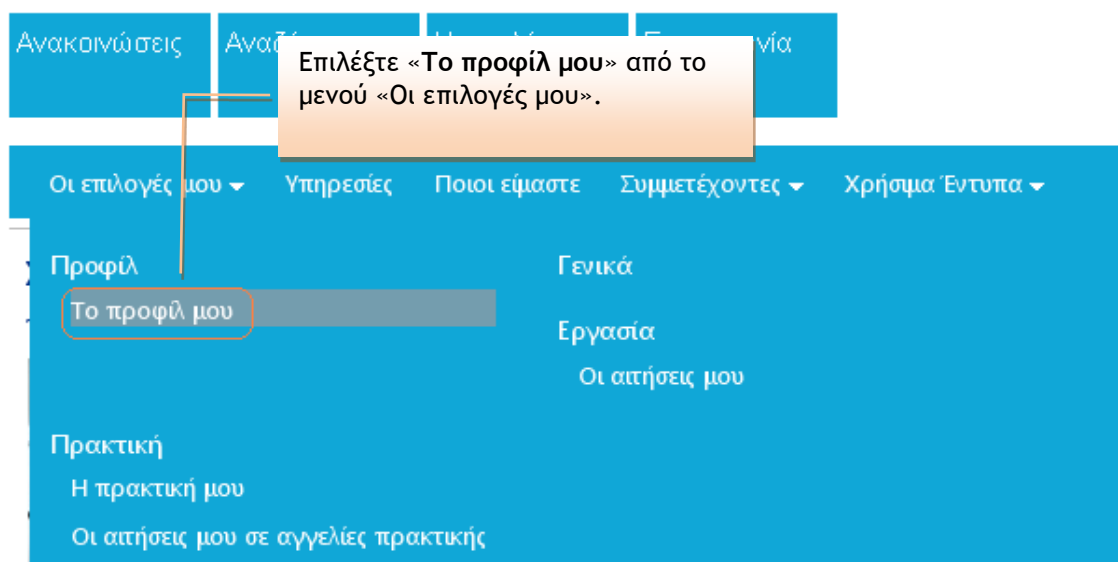 Ανακοινώσεις
Επιλέξτε «Το προφίλ μου» από το
μενού «Οι επιλογές μου».
Οι επιλογές μου Υπηρεσίες Ποιοι είμαστε Συμμετέχοντες Χρήσιμα Έντυπα
Προφίλ
Το προφίλ μου
Γενικά
Εργασία
Οι αιτήσεις μου
Πρακτική
Η πρακτική μου
Οι αιτήσεις μου σε αγγελίες πρακτικής